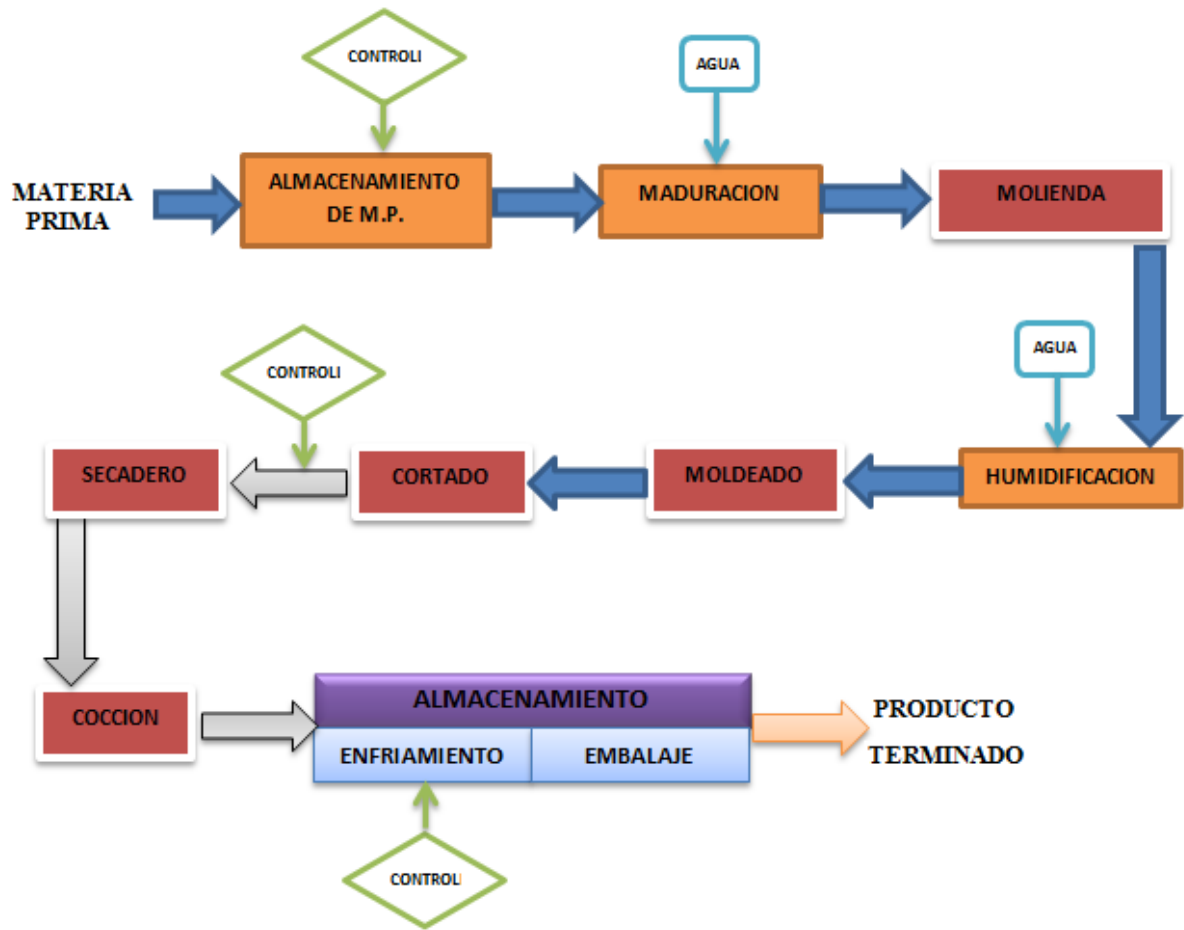 CONTROLI
AGUA
MATERIA
PRIMA
ALMACENAMIENTO
DE M.P.
MADURACION
MOLIENDA
CONTROLI
AGUA
SECADERO
CORTADO
MOLDEADO
HUMIDIFICACION
COCCION
ALMACENAMIENTO
ENFRIAMIENTO
EMBALAJE
PRODUCTO
TERMINADO
CONTROLI